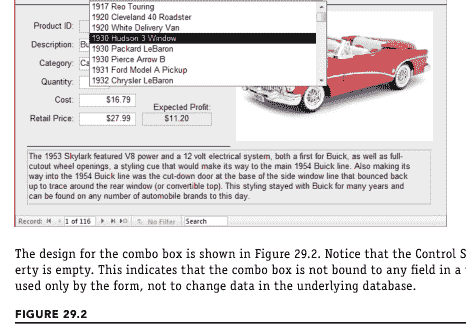 1917 Reo Touring
1920 Cleveland 40 Roadster
1920 White Delivery Van
1930 Hudson 3 Window
1930 Packard LeBaron
1930 Pierce Arrow B
1931 Ford Model A Pickup
1932 Chrysler LeBaron
Product ID:
Description: Bu
Category: Ca
Quantity:
Cost: $16.79
Expected Profit:
Retail Price: $27.99 $11.20
The 1953 Skylark featured V8 power and a 12 volt electrical system, both a first for Buick, as well as full-
cutout wheel openings, a styling cue that would make its way to the main 1954 Buick line. Also making its
way into the 1954 Buick line was the cut-down door at the base of the side window line that bounced back
up to trace around the rear window (or convertible top). This styling stayed with Buick for many years and
can be found on any number of automobile brands to this day.
Record: 1 of 116 No Filter Search
The design for the combo box is shown in Figure 29.2. Notice that the Control S
erty is empty. This indicates that the combo box is not bound to any field in a
used only by the form, not to change data in the underlying database.
FIGURE 29.2